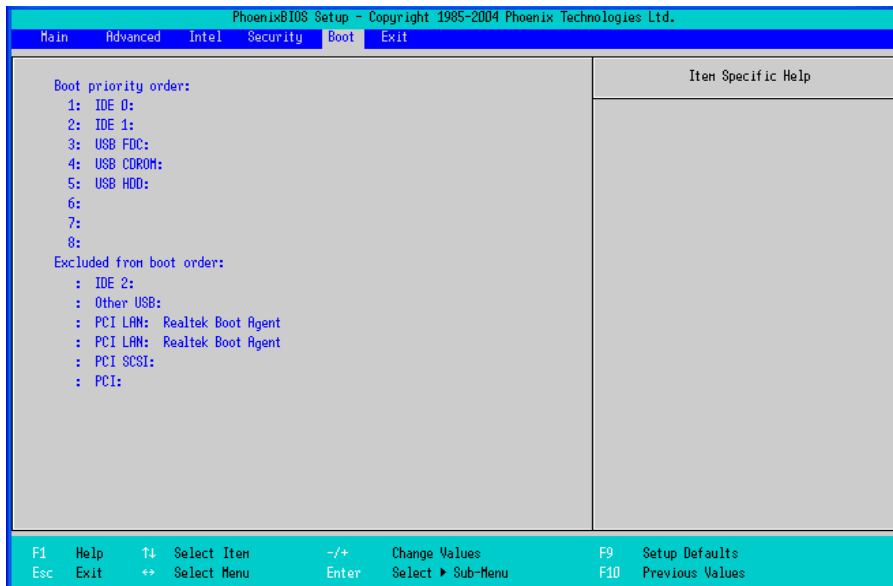 PhoenixBIOS Setup - Copyright 1985-2004 Phoenix Technologies Ltd.
Main Advanced Intel Security Boot Exit
Item Specific Help
Boot priority order:
1: IDE 0:
2: IDE 1:
3: USB FDC:
4: USB CDROM:
5: USB HDD:
6:
7:
8:
Excluded from boot order:
: IDE 2:
: Other USB:
: PCI LAN: Realtek Boot Agent
: PCI LAN: Realtek Boot Agent
: PCI SCSI:
: PCI:
F1 Help ↑↓ Select Item -/+ Change Values F9 Setup Defaults
Esc Exit ↔ Select Menu Enter Select ▶ Sub-Menu F10 Previous Values